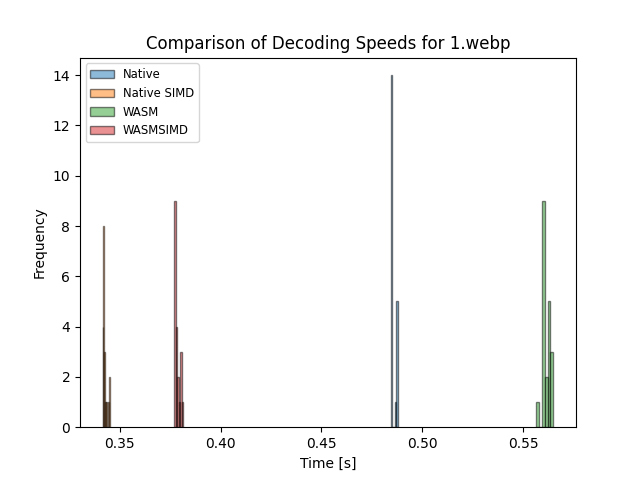 Comparison of Decoding Speeds for 1.webp
Native
Native SIMD
WASM
WASMSIMD
Frequency
14
12
10
8
6
4
2
0
0.35
0.40
0.45
0.50
0.55
Time [s]